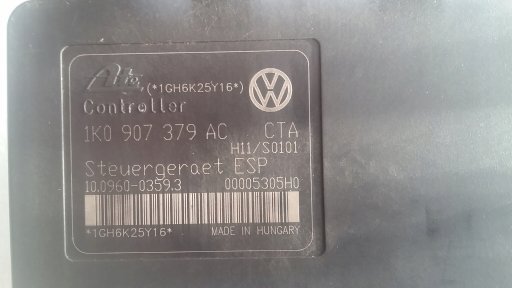 Ate (*1GH6K25Y16*)
Controller
1K0 907 379 AC CTA
H11/S0101
Steuergeraet ESP
10.0960-0359.3 00005305H0
*1GH6K25Y16* MADE IN HUNGARY